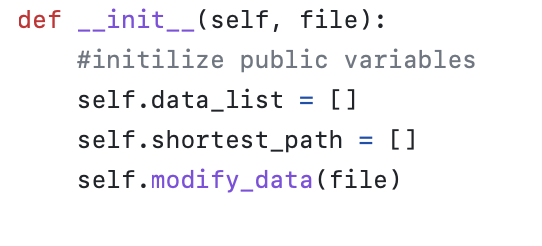 def __init__(self, file):
    #initilize public variables
    self.data_list = []
    self.shortest_path = []
    self.modify_data(file)